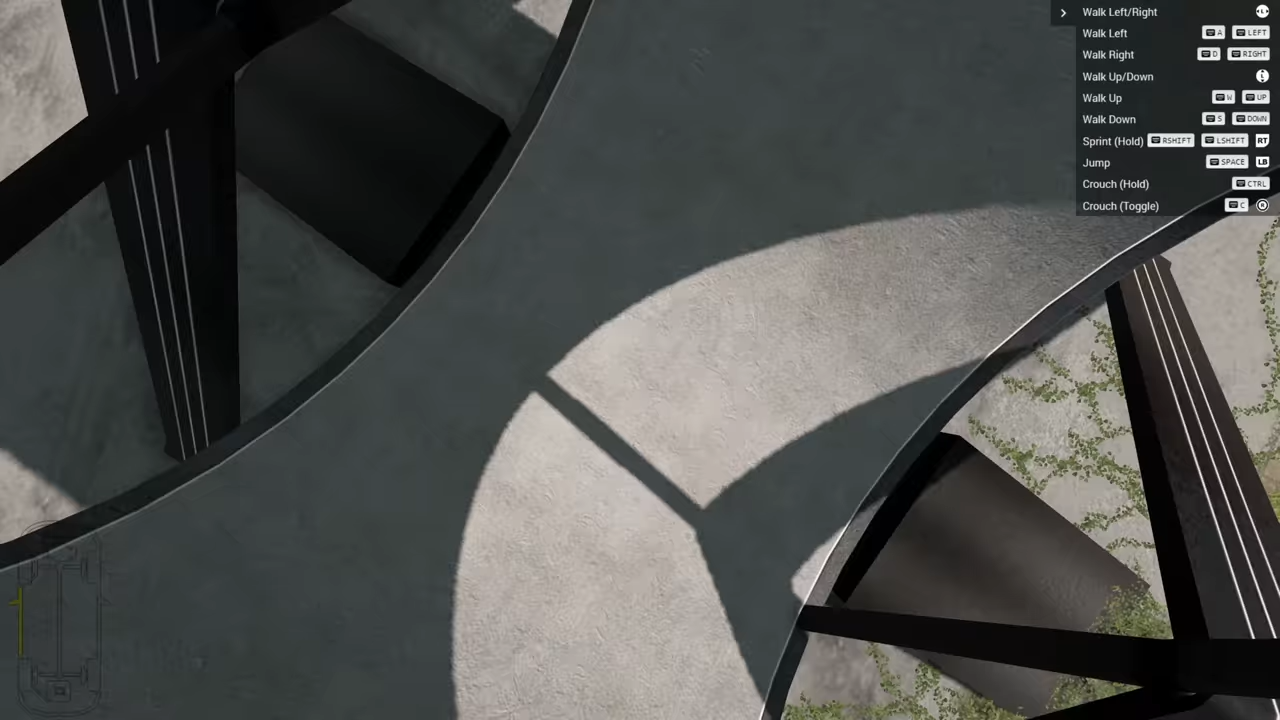 Walk Left/Right L
Walk Left A LEFT
Walk Right D RIGHT
Walk Up/Down L
Walk Up W UP
Walk Down S DOWN
Sprint (Hold) RSHIFT LSHIFT RT
Jump SPACE LB
Crouch (Hold) CTRL
Crouch (Toggle) C